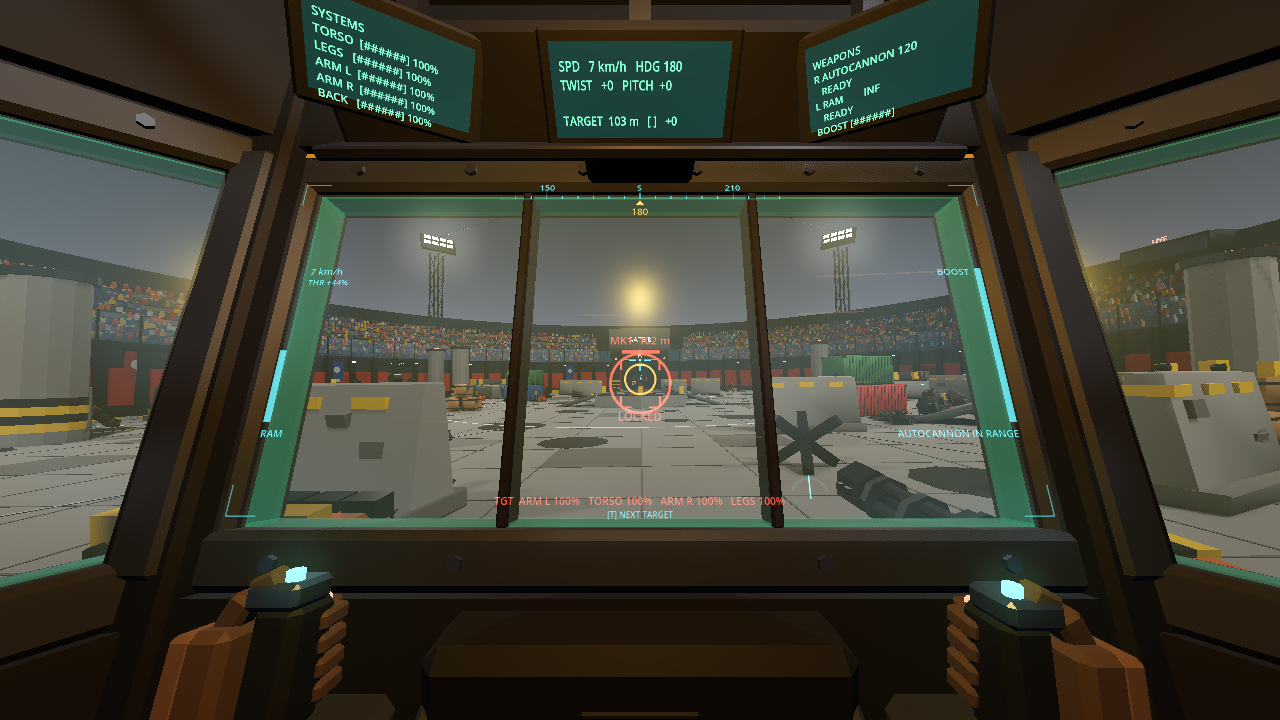 SYSTEMS
TORSO [######] 100%
LEGS [######] 100%
ARM L [######] 100%
ARM R [######] 100%
BACK [######] 100%
SPD 7 km/h HDG 180
TWIST +0 PITCH +0
TARGET 103 m [ ] +0
WEAPONS
R AUTOCANNON 120
READY
L RAM INF
READY
BOOST [######]
150 S 210
180
LIVE
7 km/h
THR +44%
BOOST
LOCKED
RAM
AUTOCANNON IN RANGE
TGT ARM L 100% TORSO 100% ARM R 100% LEGS 100%
[T] NEXT TARGET